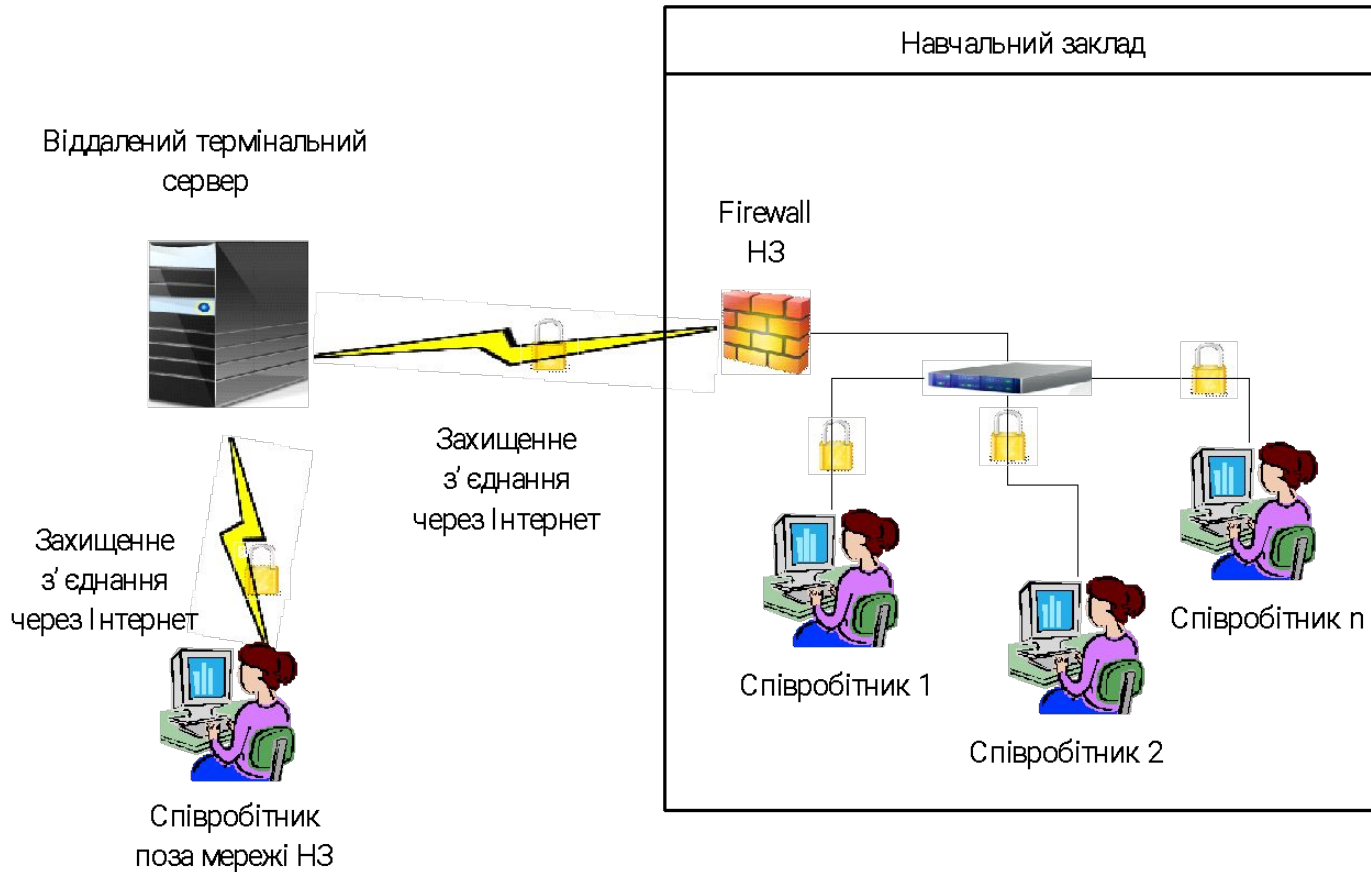 Навчальний заклад
Віддалений термінальний
сервер
Firewall
НЗ
Захищенне
з’єднання
через Інтернет
Захищенне
з’єднання
через Інтернет
Співробітник n
Співробітник 1
Співробітник 2
Співробітник
поза мережі НЗ